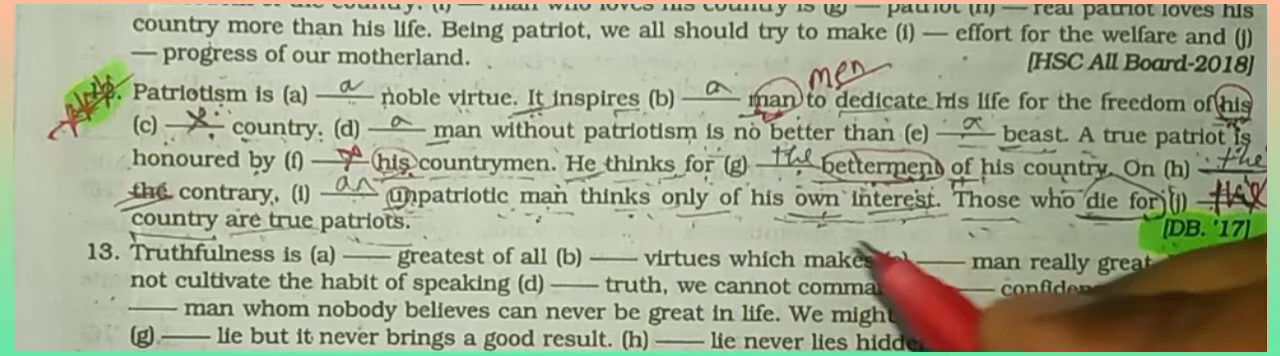 country more than his life. Being patriot, we all should try to make (i) — effort for the welfare and (j)
— progress of our motherland. [HSC All Board-2018]
men
Patriotism is (a) a noble virtue. It inspires (b) a man to dedicate his life for the freedom of his
(c) × country. (d) a man without patriotism is no better than (e) a beast. A true patriot is
honoured by (f) × his countrymen. He thinks for (g) the betterment of his country. On (h) the
the contrary, (i) an unpatriotic man thinks only of his own interest. Those who die for (j) the
country are true patriots. [DB. '17]
13. Truthfulness is (a) — greatest of all (b) — virtues which makes — man really great
not cultivate the habit of speaking (d) — truth, we cannot — 
— man whom nobody believes can never be great in life. We might
(g) — lie but it never brings a good result. (h) — lie never lies